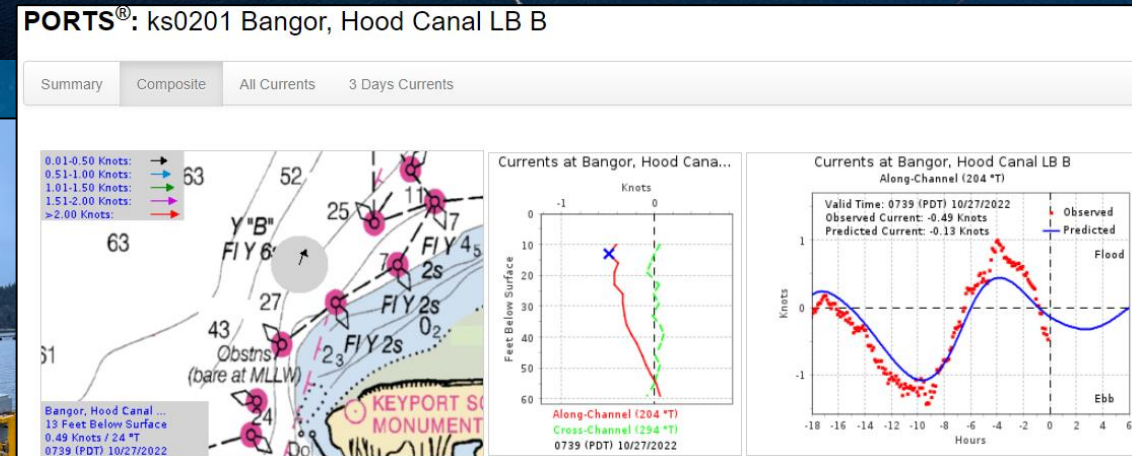 PORTS®: ks0201 Bangor, Hood Canal LB B
Summary Composite All Currents 3 Days Currents
0.01-0.50 Knots:
0.51-1.00 Knots:
1.01-1.50 Knots:
1.51-2.00 Knots:
>2.00 Knots:
63
52
11
25
17
Y "B"
Fl Y 6s
63
7
Fl Y 4
5
2s
27
Fl Y 2s
0 2
43
2 3
Fl Y 2s
51
Obstns
(bare at MLLW)
KEYPORT SC
MONUMENT
24
Dol
Bangor, Hood Canal ...
13 Feet Below Surface
0.49 Knots / 24 °T
0739 (PDT) 10/27/2022
Currents at Bangor, Hood Cana...
Knots
-1 0
0
10
20
30
40
50
60
Feet Below Surface
Along-Channel (204 °T)
Cross-Channel (294 °T)
0739 (PDT) 10/27/2022
Currents at Bangor, Hood Canal LB B
Along-Channel (204 °T)
Valid Time: 0739 (PDT) 10/27/2022
Observed Current: -0.49 Knots
Predicted Current: -0.13 Knots
Observed
Predicted
Flood
Ebb
1
0
-1
Knots
-18 -16 -14 -12 -10 -8 -6 -4 -2 0 2 4 6
Hours